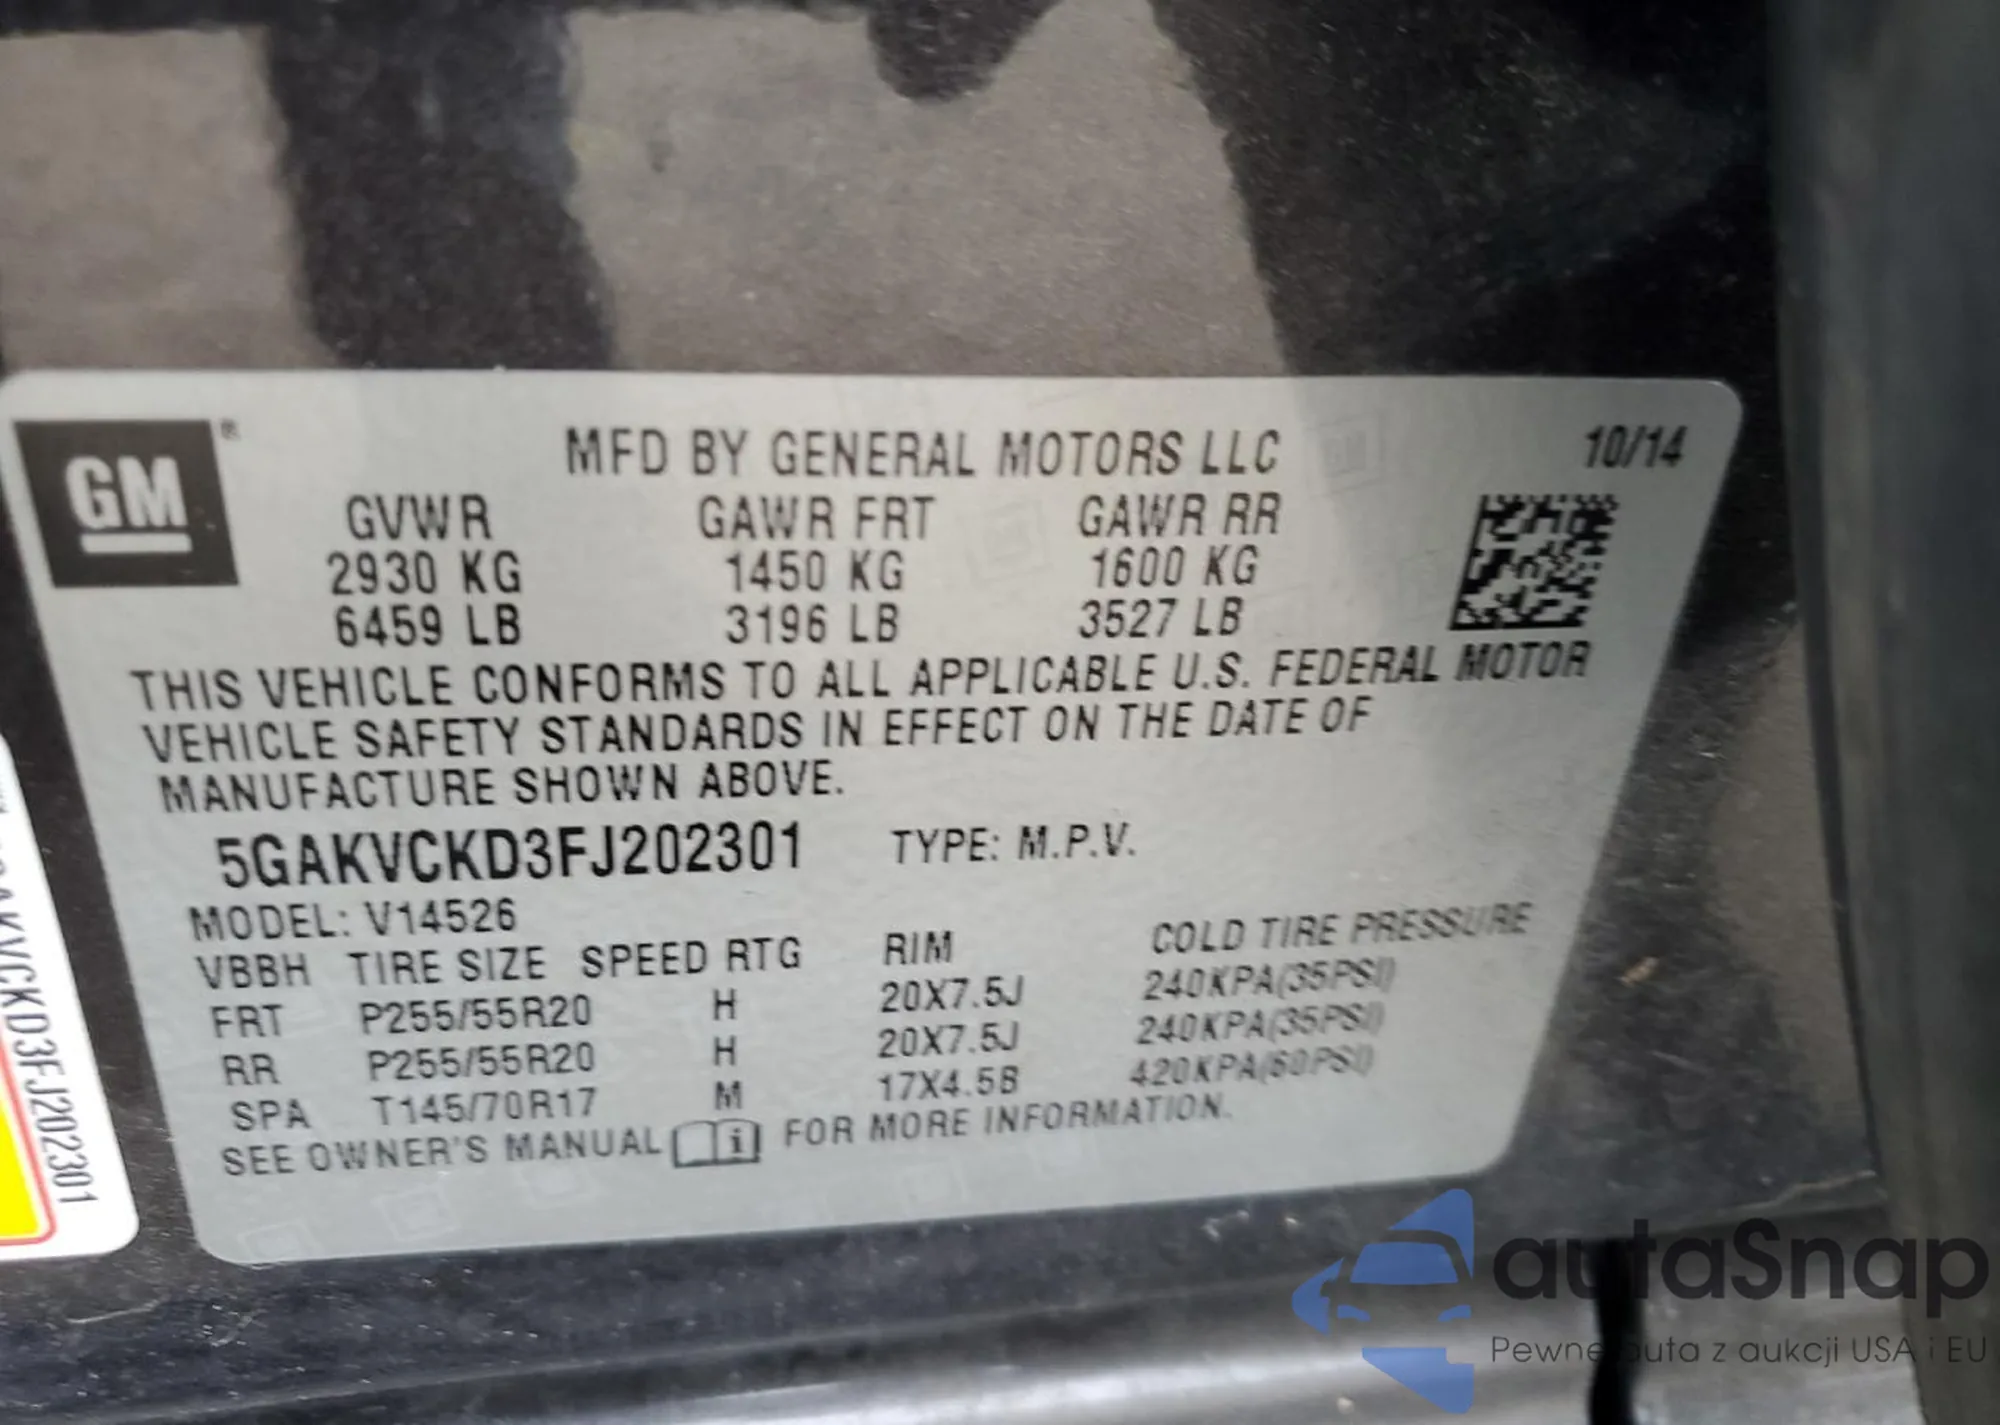 GM®
MFD BY GENERAL MOTORS LLC 10/14
GVWR GAWR FRT GAWR RR
2930 KG 1450 KG 1600 KG
6459 LB 3196 LB 3527 LB
THIS VEHICLE CONFORMS TO ALL APPLICABLE U.S. FEDERAL MOTOR
VEHICLE SAFETY STANDARDS IN EFFECT ON THE DATE OF
MANUFACTURE SHOWN ABOVE.
5GAKVCKD3FJ202301 TYPE: M.P.V.
MODEL: V14526
VBBH TIRE SIZE SPEED RTG RIM COLD TIRE PRESSURE
FRT P255/55R20 H 20X7.5J 240KPA(35PSI)
RR P255/55R20 H 20X7.5J 240KPA(35PSI)
SPA T145/70R17 M 17X4.5B 420KPA(60PSI)
SEE OWNER'S MANUAL i FOR MORE INFORMATION.
AKVCKD3FJ202301
autaSnap
Pewne auta z aukcji USA i EU